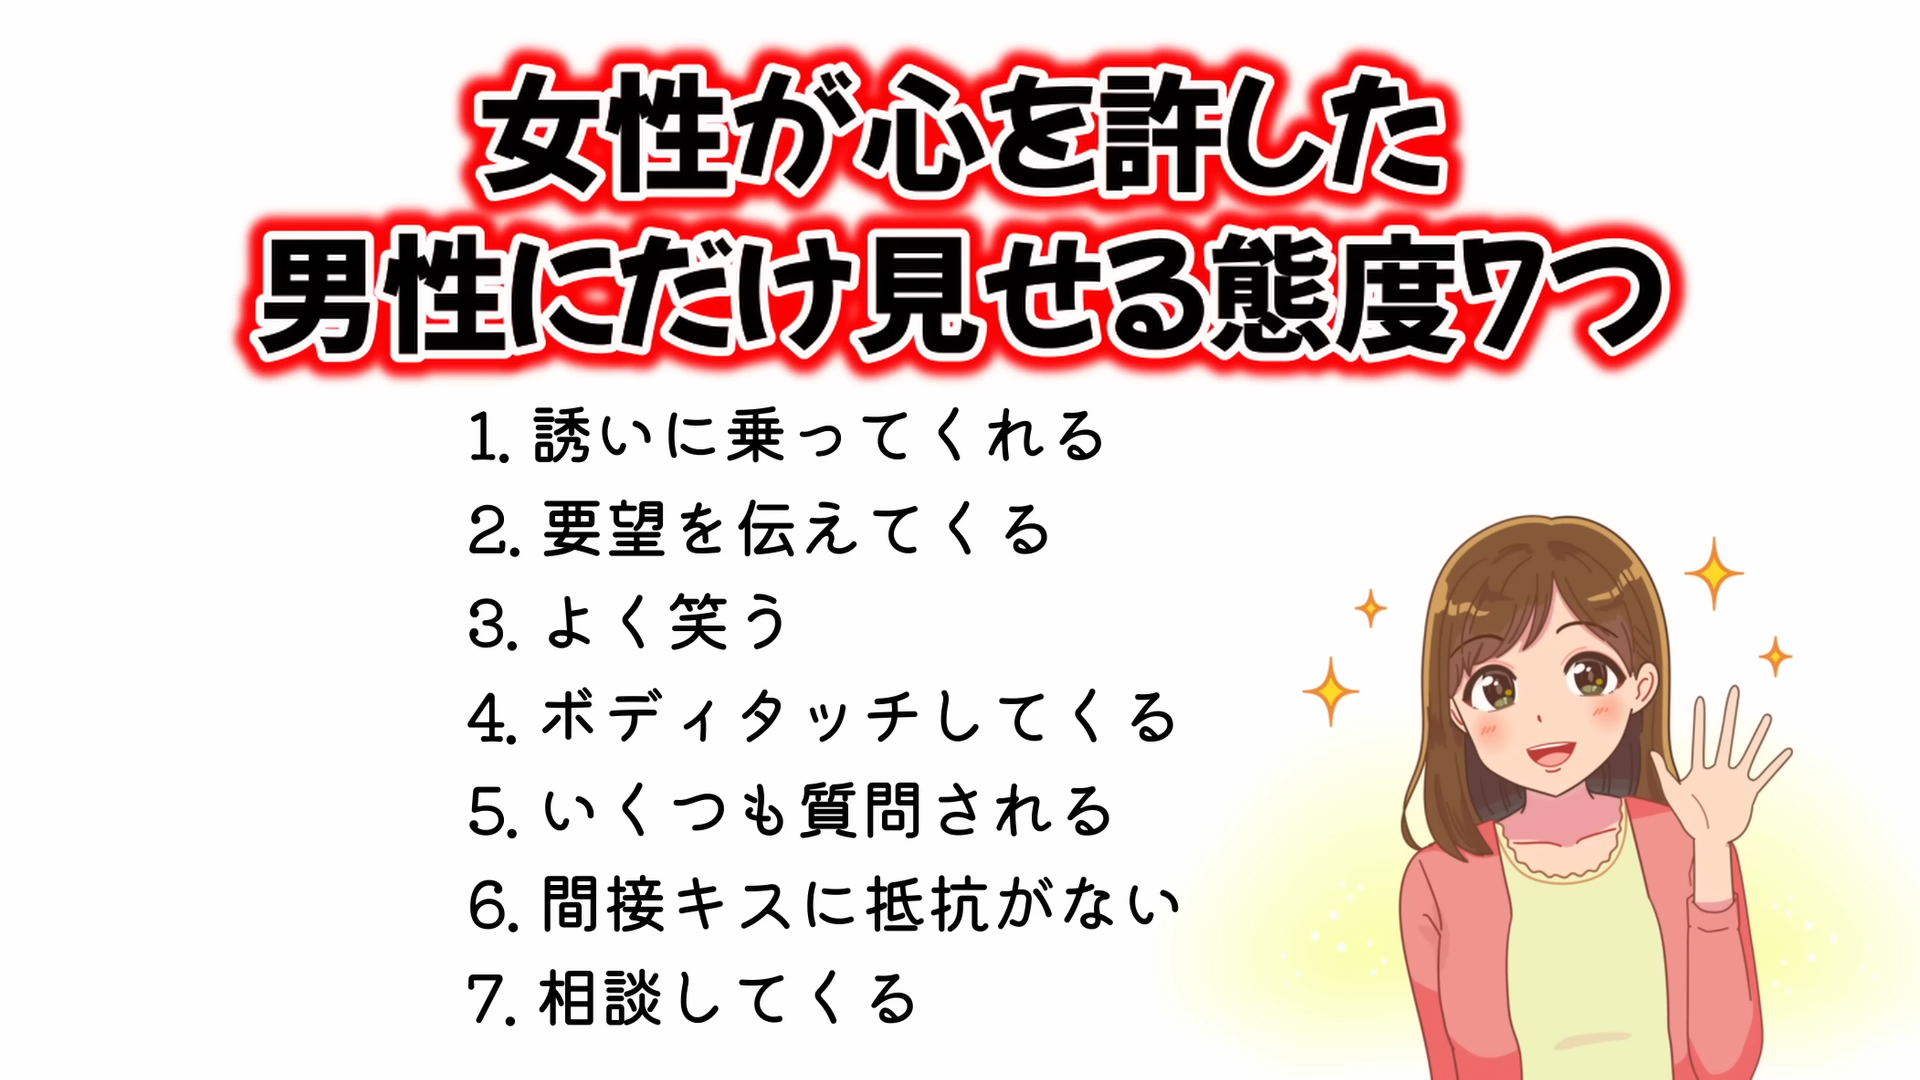 女性が心を許した
男性にだけ見せる態度7つ
1. 誘いに乗ってくれる
2. 要望を伝えてくる
3. よく笑う
4. ボディタッチしてくる
5. いくつも質問される
6. 間接キスに抵抗がない
7. 相談してくる